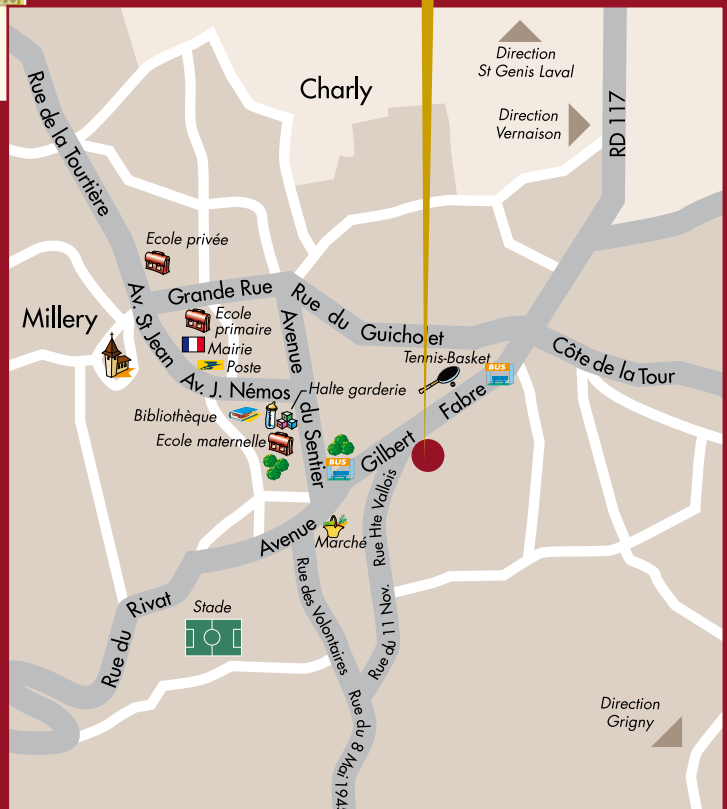 Direction
St Genis Laval
Charly
Direction
Vernaison
RD 117
Rue de la Tourtière
Ecole privée
Grande Rue
Rue du Guicholet
Millery
Av. St Jean
Ecole
primaire
Mairie
Poste
Avenue du Sentier
Tennis-Basket
BUS
Côte de la Tour
Av. J. Némos
Halte garderie
Bibliothèque
Ecole maternelle
BUS
Avenue Gilbert Fabre
Marché
Rue Hte Vallois
Rue des Volontaires
Rue du 11 Nov.
Rue du Rivat
Stade
Rue du 8 Mai 194
Direction
Grigny